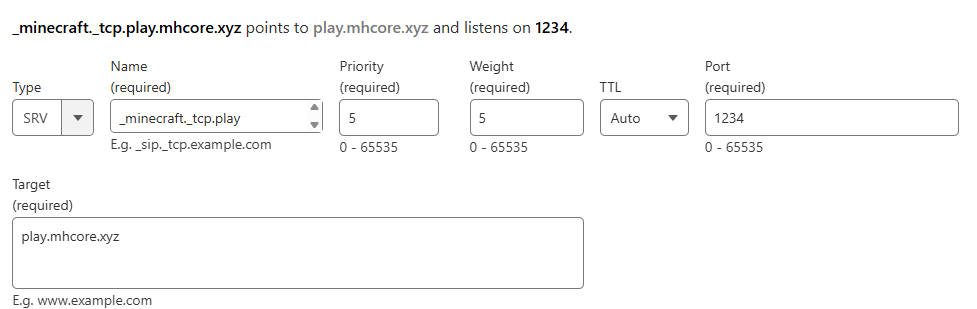 _minecraft._tcp.play.mhcore.xyz points to play.mhcore.xyz and listens on 1234.
Type
Name
(required)
Priority
(required)
Weight
(required)
TTL
Port
(required)
SRV
_minecraft._tcp.play
5
5
Auto
1234
E.g. _sip._tcp.example.com
0 - 65535
0 - 65535
0 - 65535
Target
(required)
play.mhcore.xyz
E.g. www.example.com